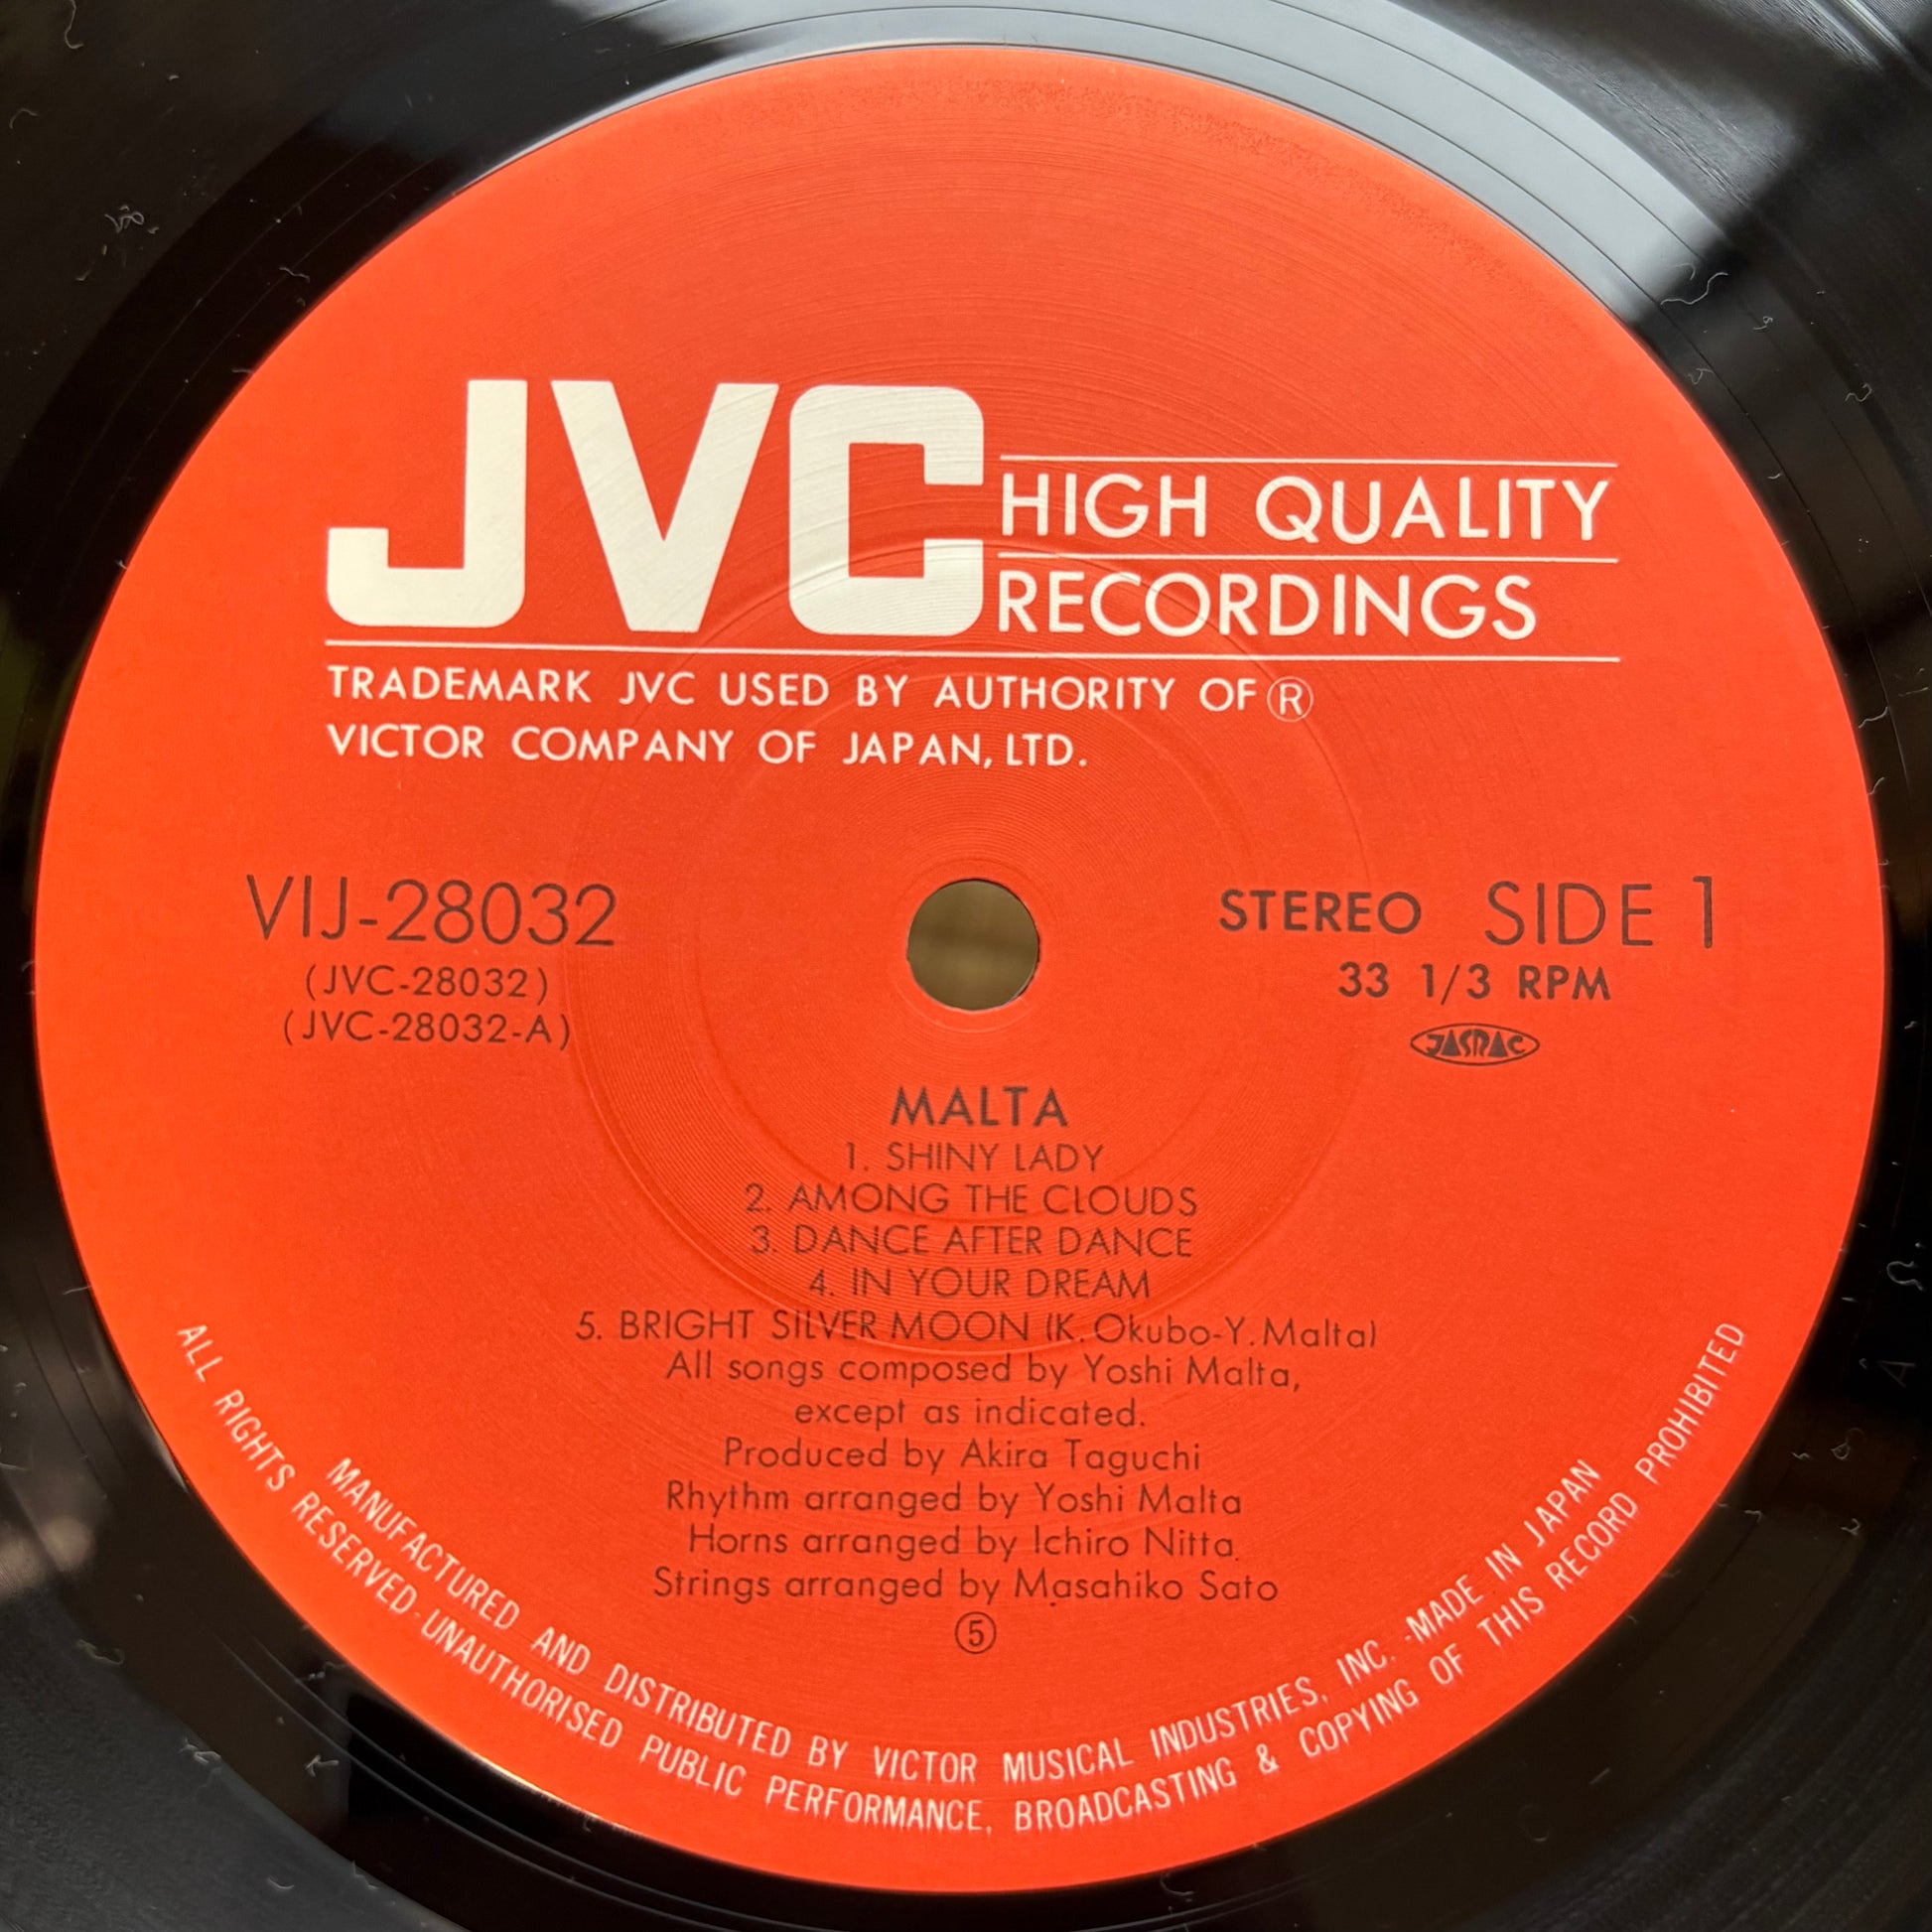 JVC HIGH QUALITY
RECORDINGS
TRADEMARK JVC USED BY AUTHORITY OF Ⓡ
VICTOR COMPANY OF JAPAN, LTD.
VIJ-28032
(JVC-28032)
(JVC-28032-A)
STEREO SIDE 1
33 1/3 RPM
JASRAC
MALTA
1. SHINY LADY
2. AMONG THE CLOUDS
3. DANCE AFTER DANCE
4. IN YOUR DREAM
5. BRIGHT SILVER MOON (K. Okubo-Y. Malta)
All songs composed by Yoshi Malta,
except as indicated.
Produced by Akira Taguchi
Rhythm arranged by Yoshi Malta
Horns arranged by Ichiro Nitta
Strings arranged by Masahiko Sato
⑤
MANUFACTURED AND DISTRIBUTED BY VICTOR MUSICAL INDUSTRIES, INC. ·MADE IN JAPAN
ALL RIGHTS RESERVED·UNAUTHORISED PUBLIC PERFORMANCE, BROADCASTING & COPYING OF THIS RECORD PROHIBITED